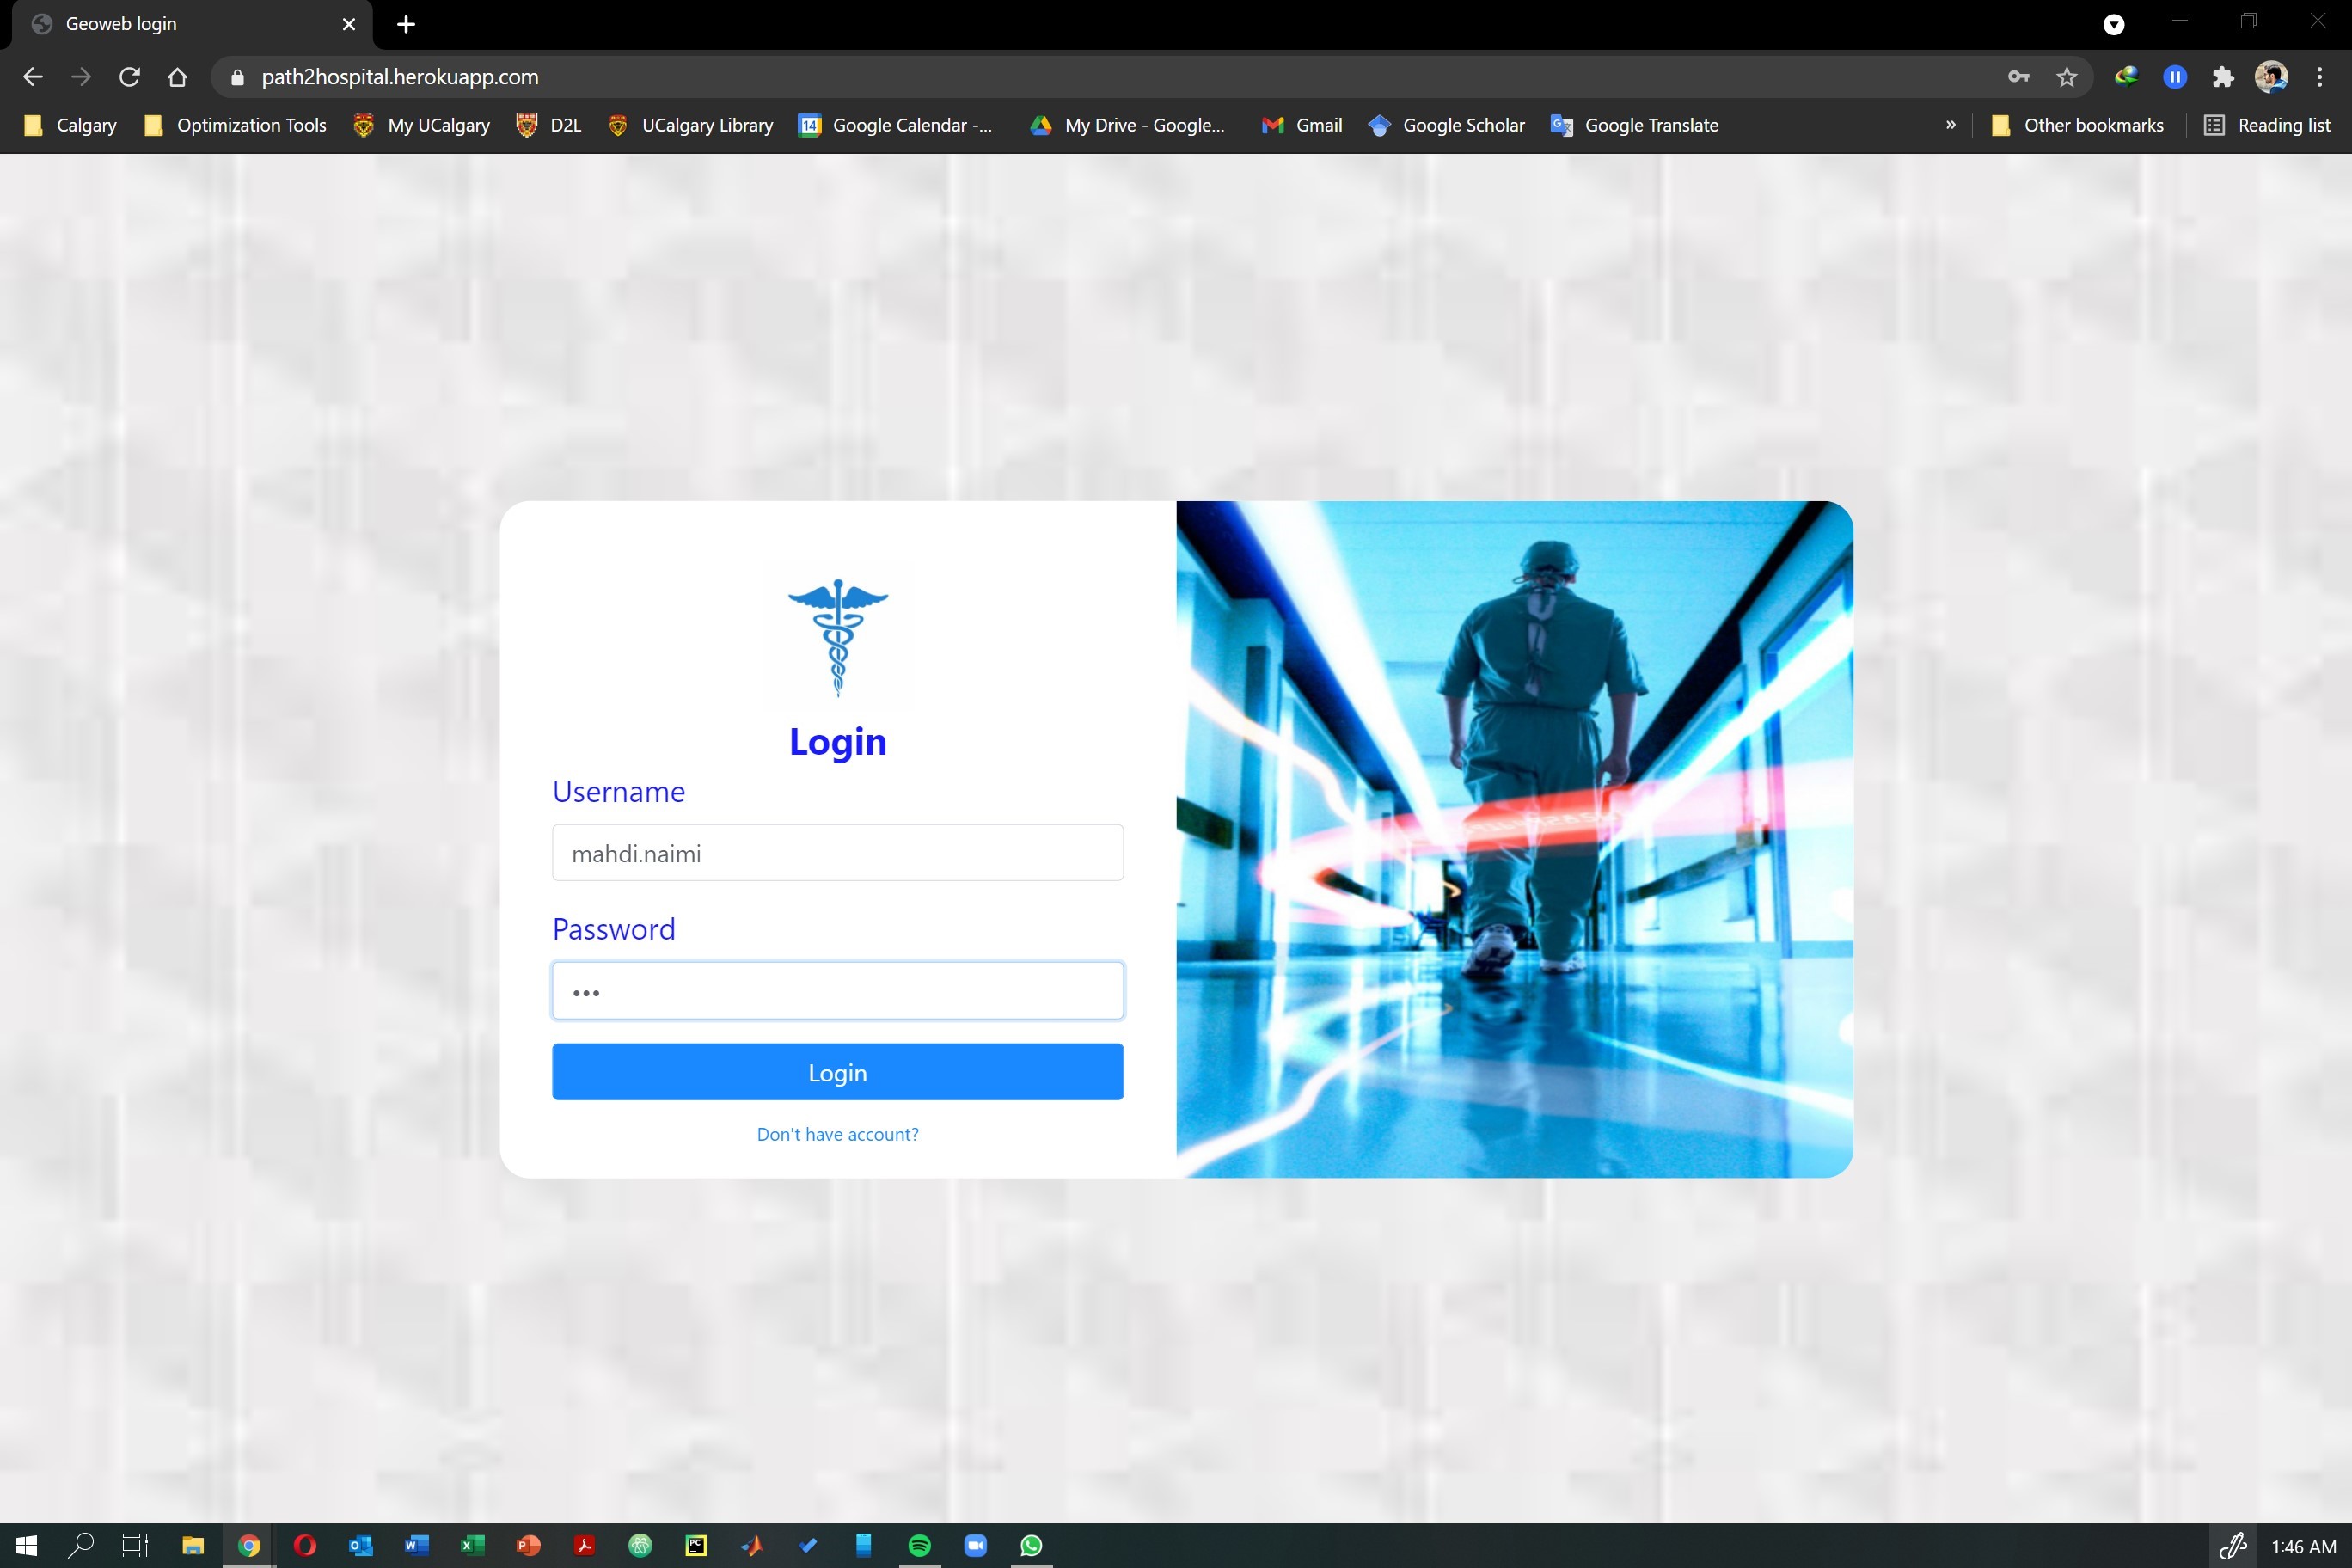 Geoweb login
path2hospital.herokuapp.com
Calgary
Optimization Tools
My UCalgary
D2L
UCalgary Library
14
Google Calendar -...
My Drive - Google...
Gmail
Google Scholar
Google Translate
»
Other bookmarks
Reading list
Login
Username
mahdi.naimi
Password
•••
Login
Don't have account?
1:46 AM